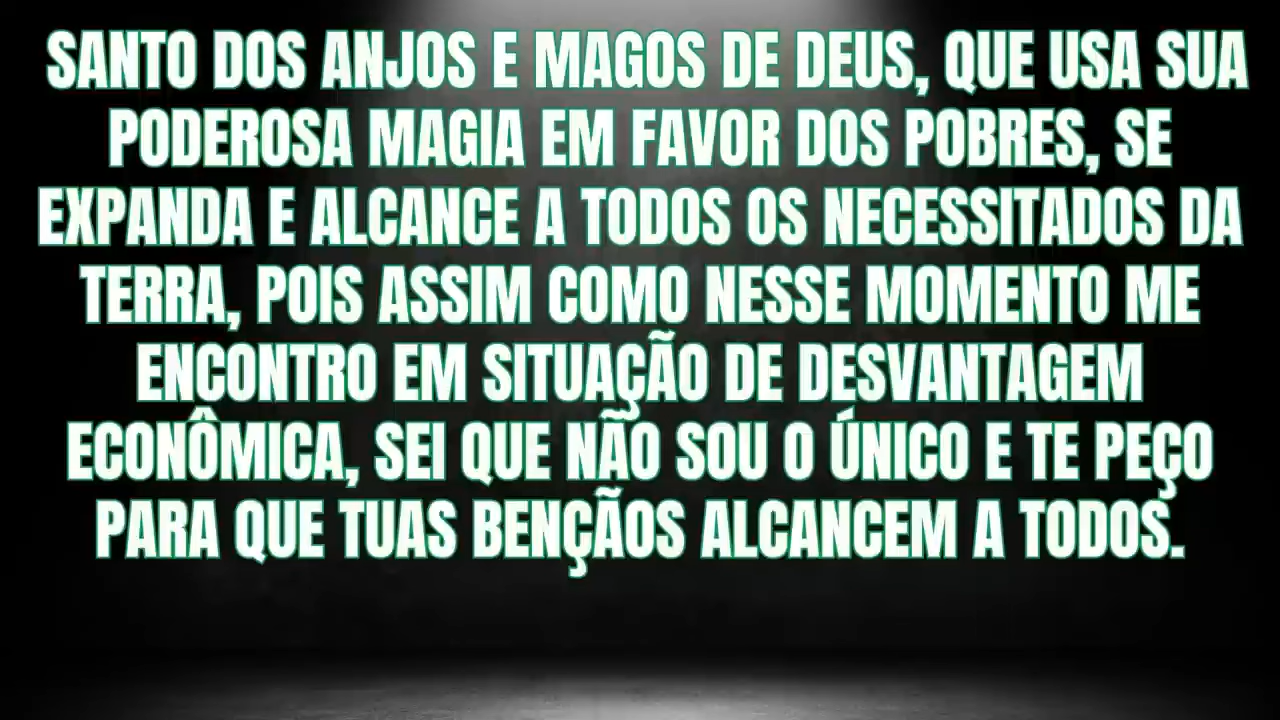 SANTO DOS ANJOS E MAGOS DE DEUS, QUE USA SUA
PODEROSA MAGIA EM FAVOR DOS POBRES, SE
EXPANDA E ALCANCE A TODOS OS NECESSITADOS DA
TERRA, POIS ASSIM COMO NESSE MOMENTO ME
ENCONTRO EM SITUAÇÃO DE DESVANTAGEM
ECONÔMICA, SEI QUE NÃO SOU O ÚNICO E TE PEÇO
PARA QUE TUAS BENÇÃOS ALCANCEM A TODOS.